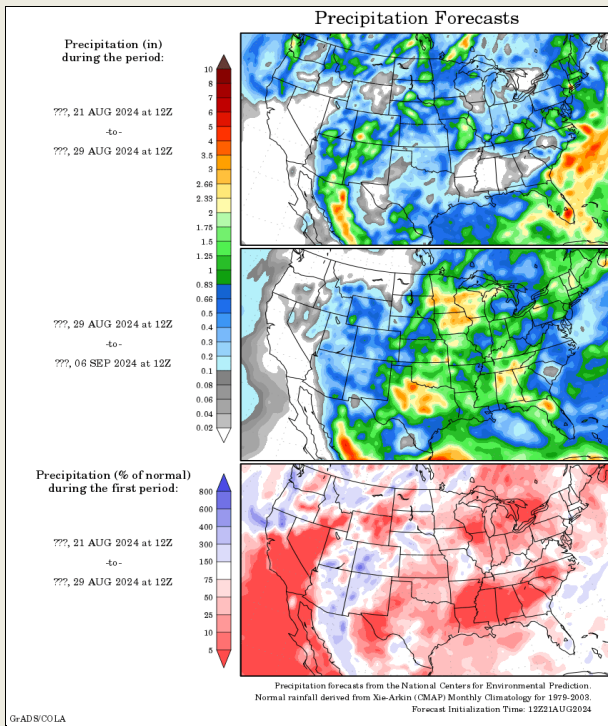 Precipitation Forecasts
Precipitation (in)
during the period:
???, 21 AUG 2024 at 12Z
-to-
???, 29 AUG 2024 at 12Z
10
8
7
6
5
4
3.5
3
2.66
2.33
2
1.75
1.5
1.25
1
0.83
0.66
0.5
0.4
0.3
0.2
0.1
0.08
0.06
0.04
0.02
???, 29 AUG 2024 at 12Z
-to-
???, 06 SEP 2024 at 12Z
Precipitation (% of normal)
during the first period:
???, 21 AUG 2024 at 12Z
-to-
???, 29 AUG 2024 at 12Z
800
600
400
300
150
75
50
25
10
5
Precipitation forecasts from the National Centers for Environmental Prediction.
Normal rainfall derived from Xie-Arkin (CMAP) Monthly Climatology for 1979-2003.
Forecast Initialization Time: 12Z21AUG2024
GrADS/COLA